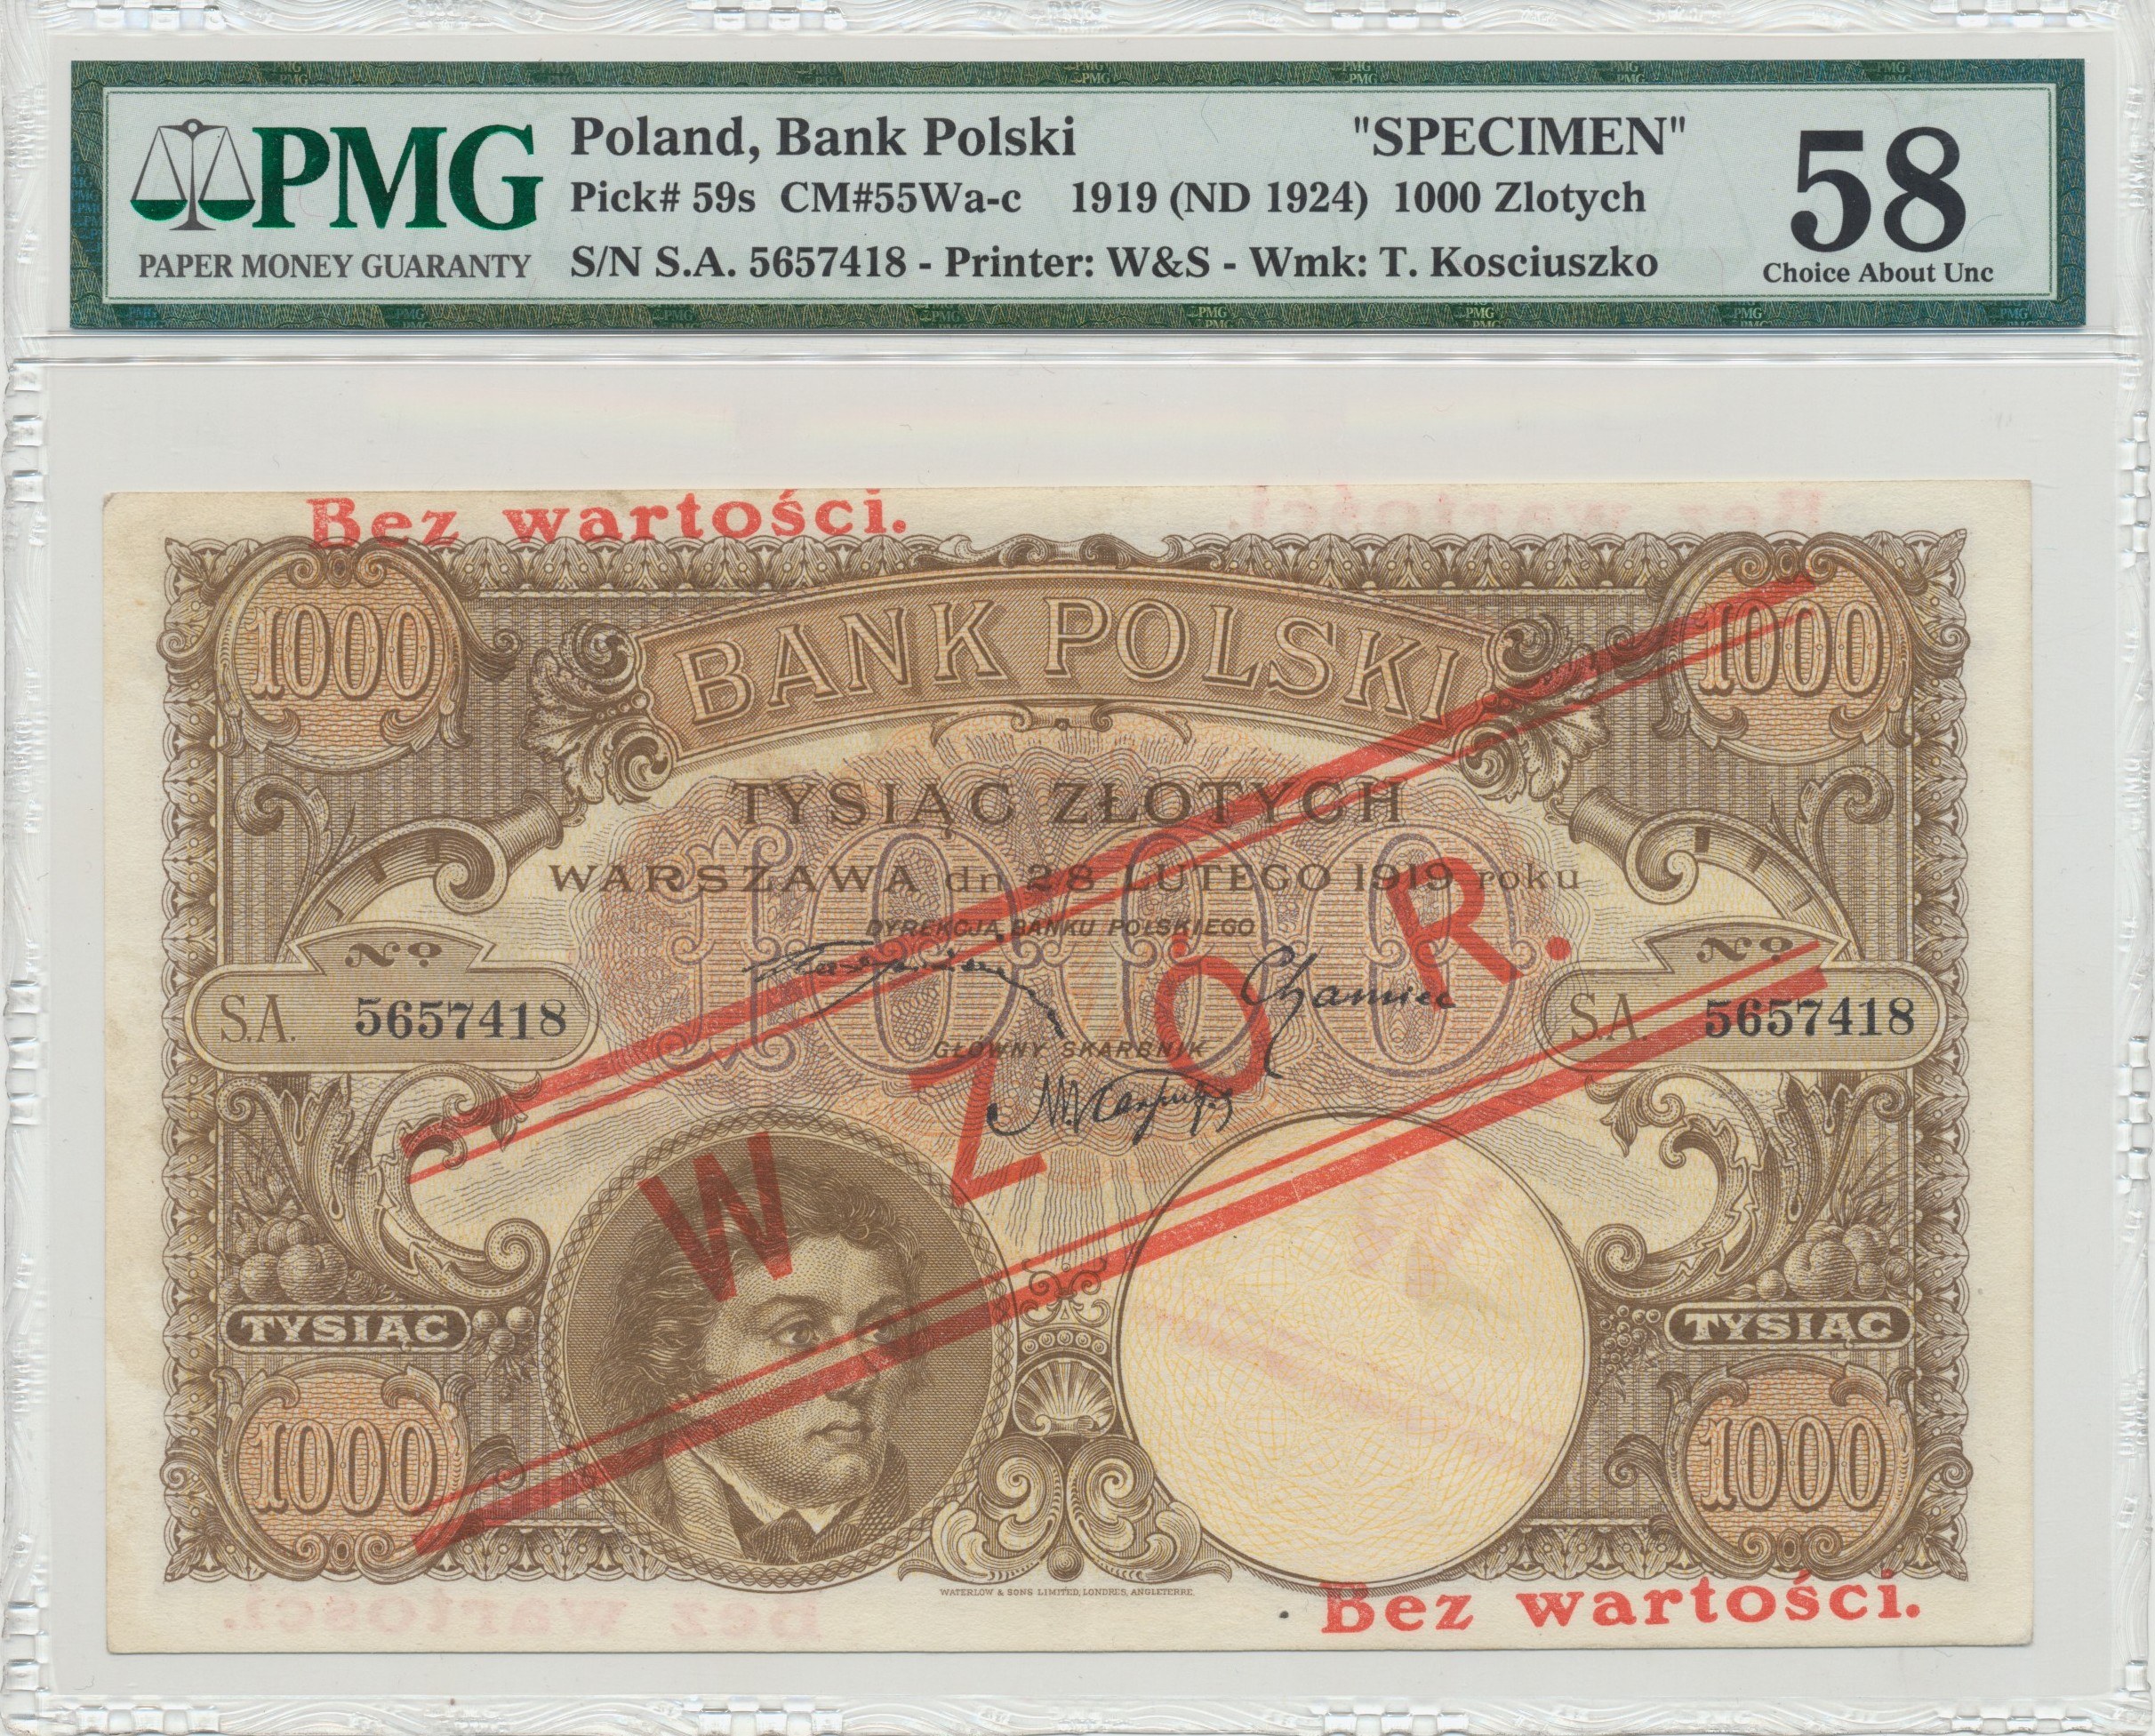 PMG
PAPER MONEY GUARANTY
Poland, Bank Polski "SPECIMEN"
Pick# 59s CM#55Wa-c 1919 (ND 1924) 1000 Zlotych
S/N S.A. 5657418 - Printer: W&S - Wmk: T. Kosciuszko
58
Choice About Unc
Bez wartości.
1000 1000
BANK POLSKI
TYSIĄC ZŁOTYCH
1000
WARSZAWA dn 28 LUTEGO 1919 roku
DYREKCJA BANKU POLSKIEGO
Chamiec
Nº Nº
S.A. 5657418 S.A. 5657418
GŁÓWNY SKARBNIK
WZÓR.
TYSIĄC TYSIĄC
1000 1000
WATERLOW & SONS LIMITED, LONDRES, ANGLETERRE.
Bez wartości.